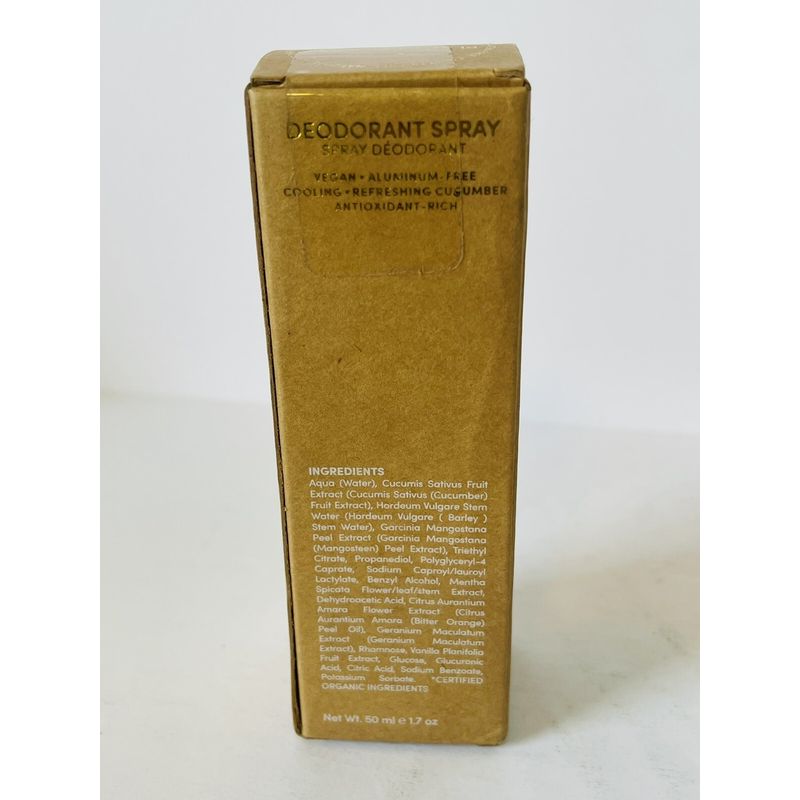 DEODORANT SPRAY
SPRAY DÉODORANT
VEGAN • ALUMINUM-FREE
COOLING • REFRESHING CUCUMBER
ANTIOXIDANT-RICH
INGREDIENTS
Aqua (Water), Cucumis Sativus Fruit
Extract (Cucumis Sativus (Cucumber)
Fruit Extract), Hordeum Vulgare Stem
Water (Hordeum Vulgare ( Barley )
Stem Water), Garcinia Mangostana
Peel Extract (Garcinia Mangostana
(Mangosteen) Peel Extract), Triethyl
Citrate, Propanediol, Polyglyceryl-4
Caprate, Sodium Caproyl/lauroyl
Lactylate, Benzyl Alcohol, Mentha
Spicata Flower/leaf/stem Extract,
Dehydroacetic Acid, Citrus Aurantium
Amara Flower Extract (Citrus
Aurantium Amara (Bitter Orange)
Peel Oil), Geranium Maculatum
Extract (Geranium Maculatum
Extract), Rhamnose, Vanilla Planifolia
Fruit Extract, Glucose, Glucuronic
Acid, Citric Acid, Sodium Benzoate,
Potassium Sorbate. *CERTIFIED
ORGANIC INGREDIENTS
Net Wt. 50 ml e 1.7 oz